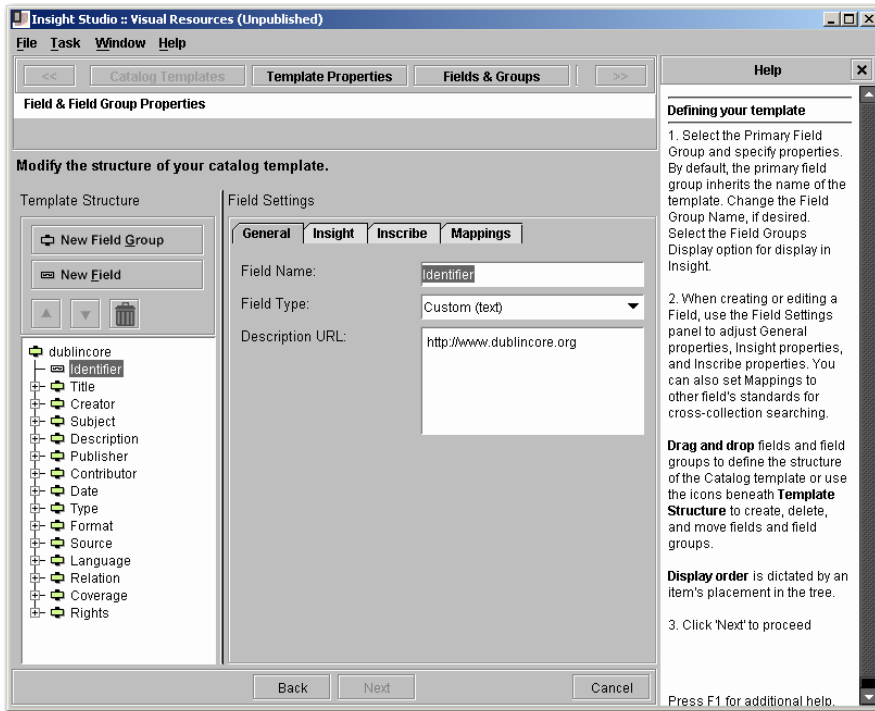 Insight Studio :: Visual Resources (Unpublished)
File Task Window Help
<< Catalog Templates Template Properties Fields & Groups >>
Field & Field Group Properties
Modify the structure of your catalog template.
Template Structure
New Field Group
New Field
dublincore
Identifier
Title
Creator
Subject
Description
Publisher
Contributor
Date
Type
Format
Source
Language
Relation
Coverage
Rights
Field Settings
General Insight Inscribe Mappings
Field Name: Identifier
Field Type: Custom (text)
Description URL: http://www.dublincore.org
Back Next Cancel
Help
Defining your template
1. Select the Primary Field
Group and specify properties.
By default, the primary field
group inherits the name of the
template. Change the Field
Group Name, if desired.
Select the Field Groups
Display option for display in
Insight.
2. When creating or editing a
Field, use the Field Settings
panel to adjust General
properties, Insight properties,
and Inscribe properties. You
can also set Mappings to
other field's standards for
cross-collection searching.
Drag and drop fields and field
groups to define the structure
of the Catalog template or use
the icons beneath Template
Structure to create, delete,
and move fields and field
groups.
Display order is dictated by an
item's placement in the tree.
3. Click 'Next' to proceed
Press F1 for additional help.